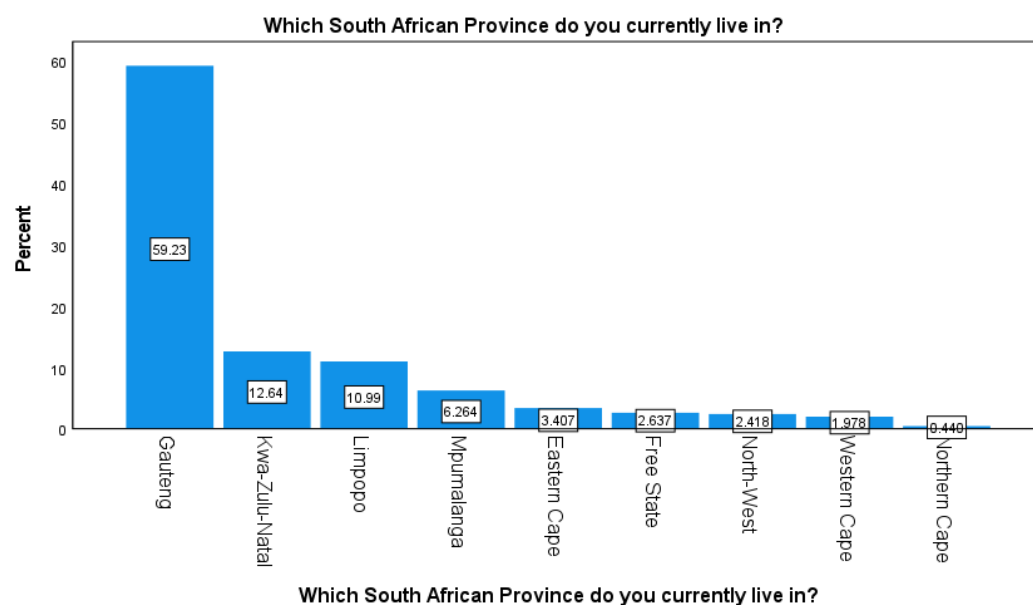 Which South African Province do you currently live in?
Percent
60
50
40
30
20
10
0
59.23
12.64
10.99
6.264
3.407
2.637
2.418
1.978
0.440
Gauteng
Kwa-Zulu-Natal
Limpopo
Mpumalanga
Eastern Cape
Free State
North-West
Western Cape
Northern Cape
Which South African Province do you currently live in?